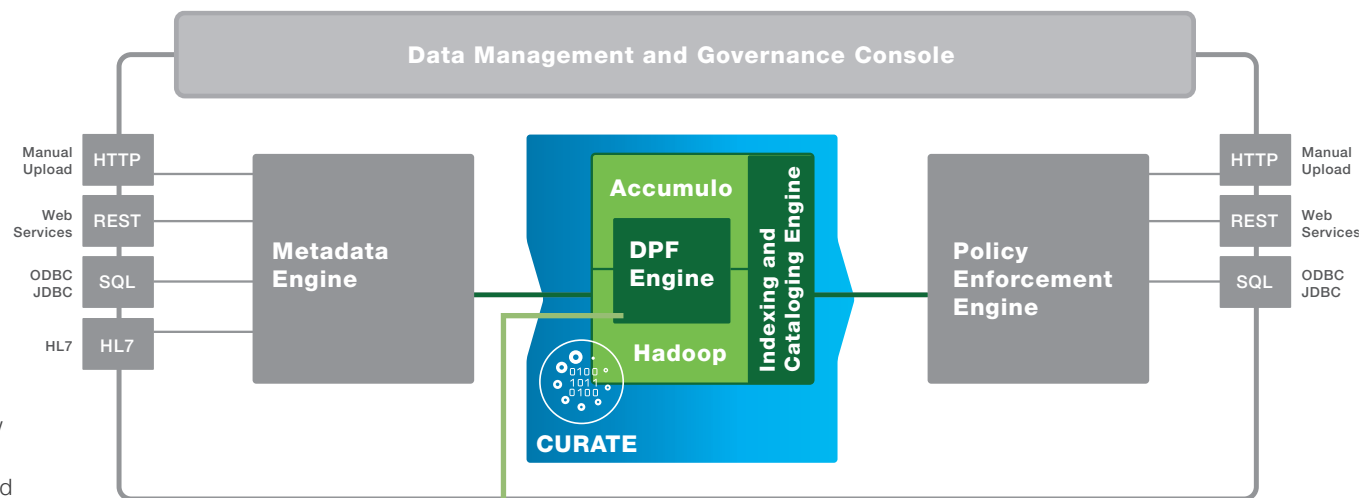 Data Management and Governance Console
Manual
Upload
HTTP
Web
Services
REST
ODBC
JDBC
SQL
HL7
HL7
Metadata
Engine
Accumulo
DPF
Engine
Hadoop
Indexing and
Cataloging Engine
0100
1011
0100
CURATE
Policy
Enforcement
Engine
HTTP
Manual
Upload
REST
Web
Services
SQL
ODBC
JDBC